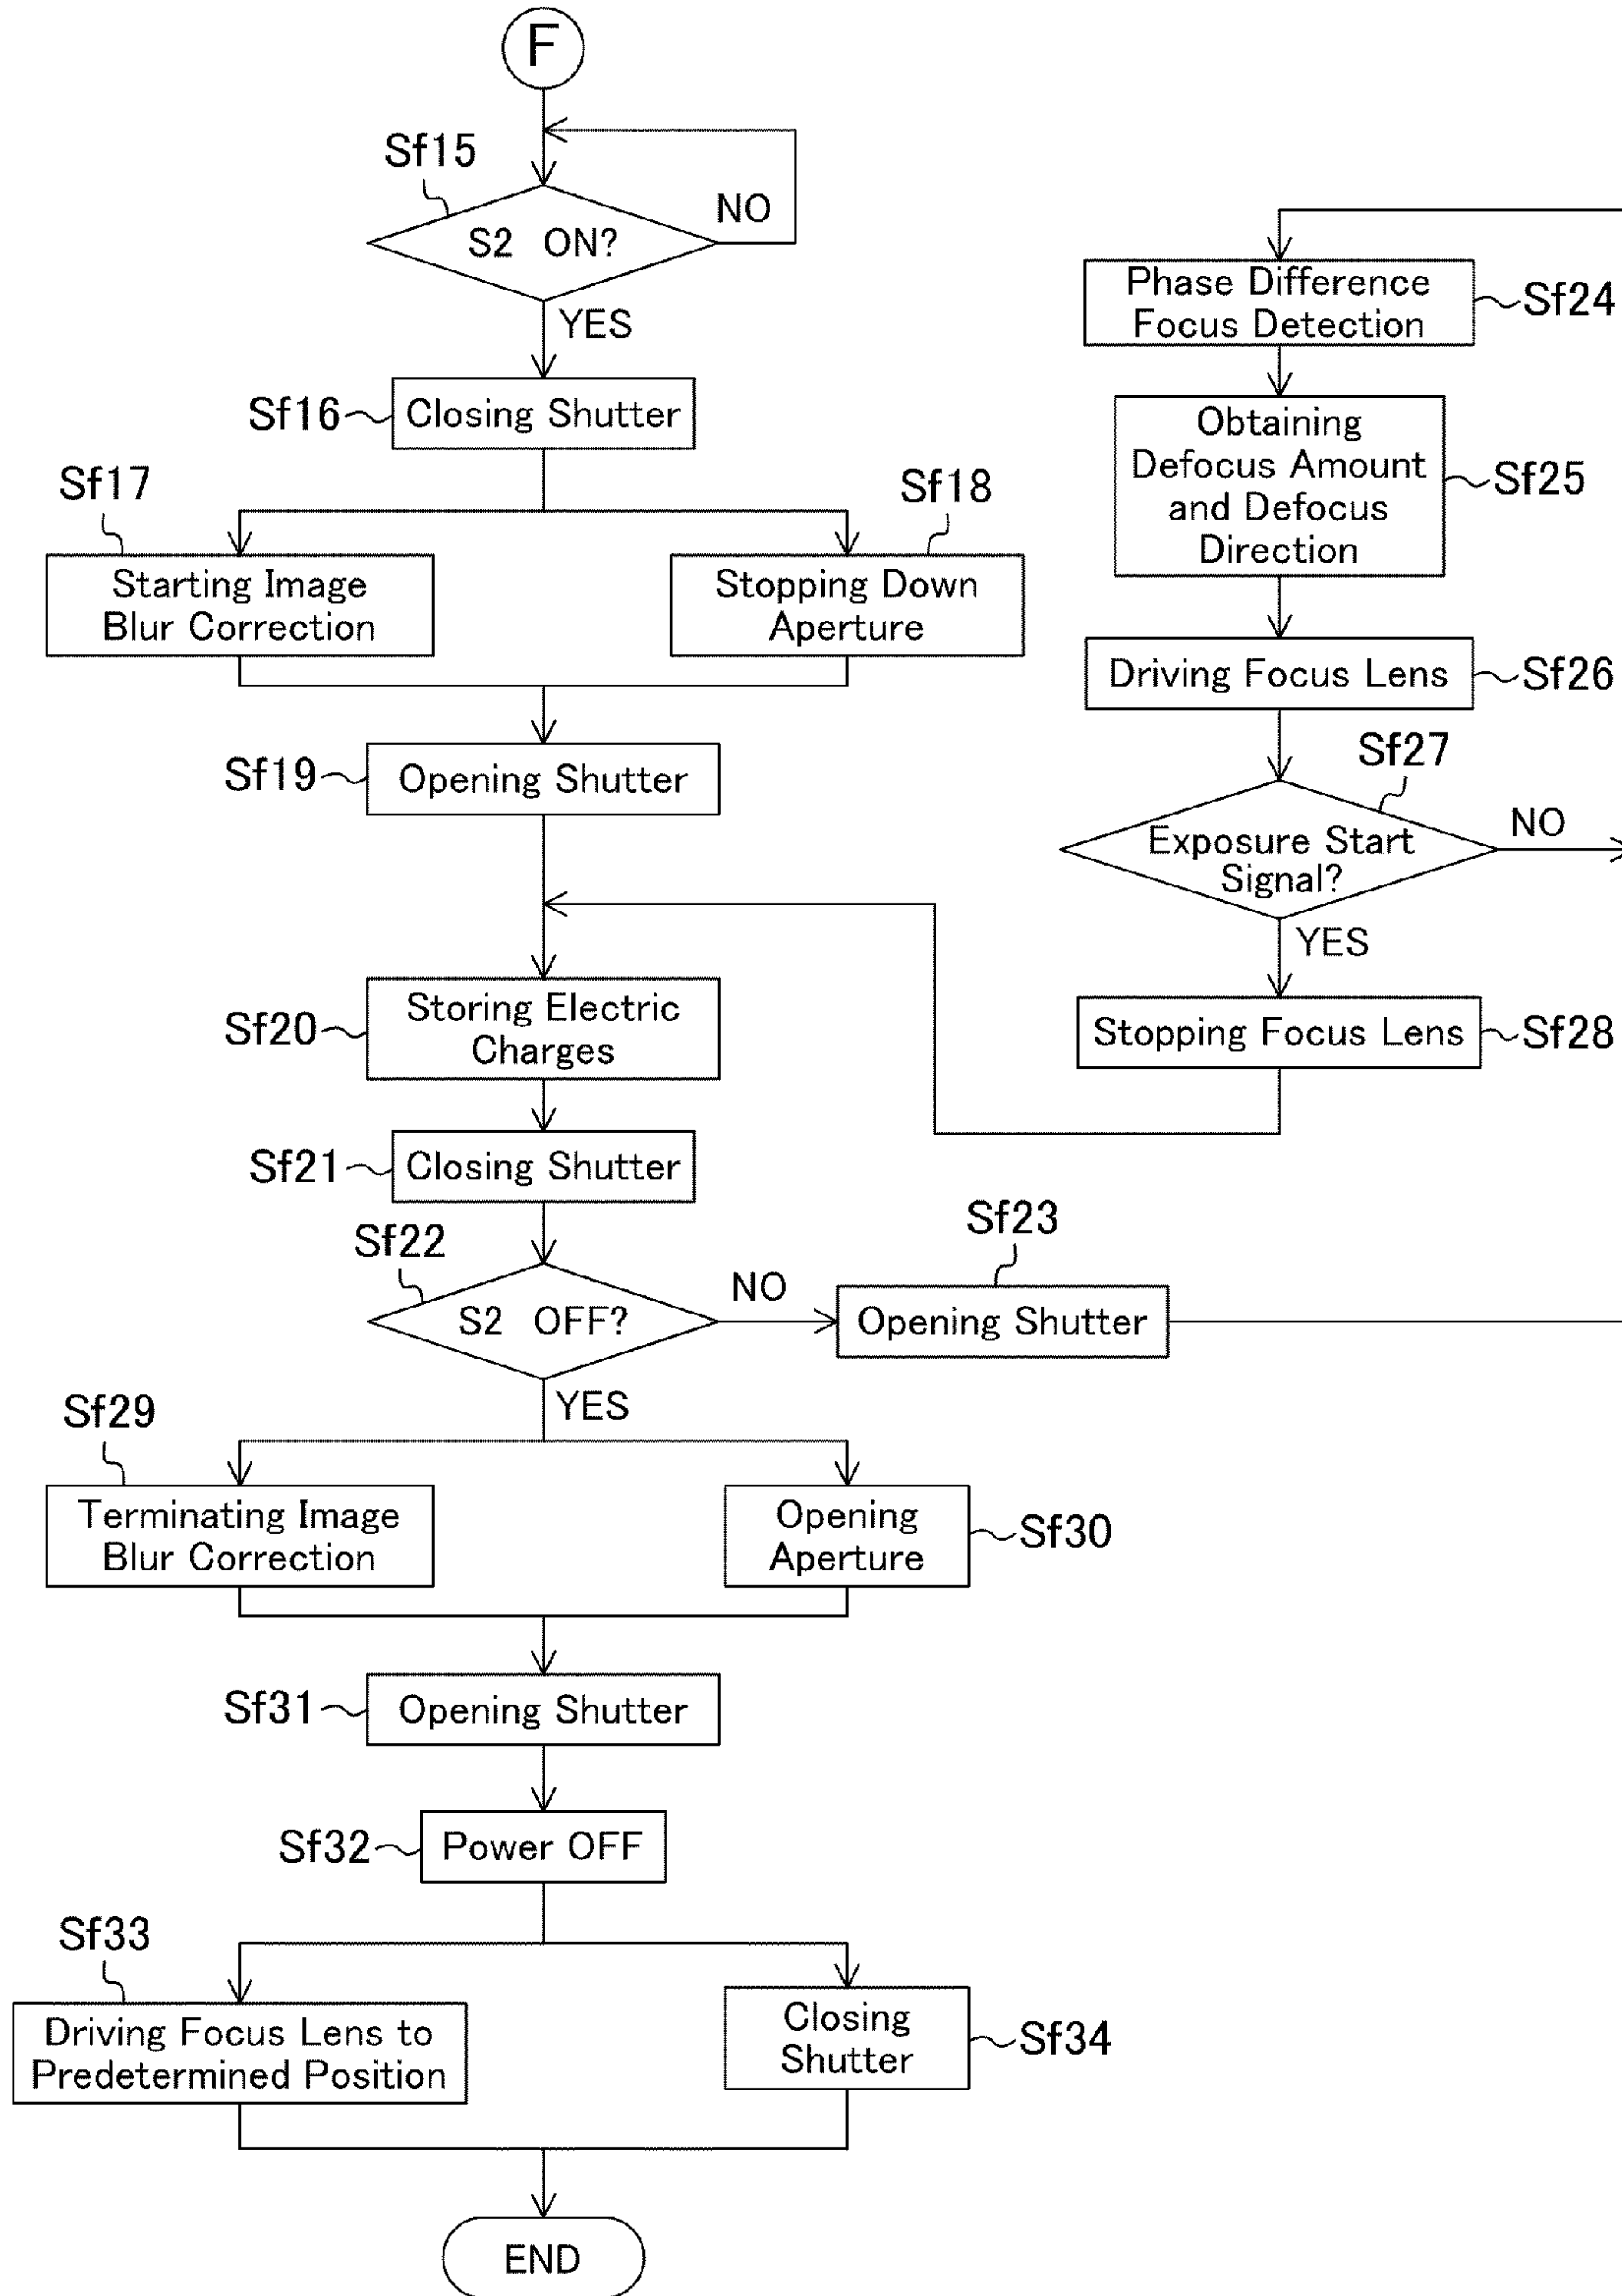 F
Sf15
S2 ON?
NO
YES
Sf16
Closing Shutter
Sf17
Starting Image
Blur Correction
Sf18
Stopping Down
Aperture
Sf19
Opening Shutter
Sf20
Storing Electric
Charges
Sf21
Closing Shutter
Sf22
S2 OFF?
NO
YES
Sf23
Opening Shutter
Phase Difference
Focus Detection
Sf24
Obtaining
Defocus Amount
and Defocus
Direction
Sf25
Driving Focus Lens
Sf26
Sf27
Exposure Start
Signal?
NO
YES
Stopping Focus Lens
Sf28
Sf29
Terminating Image
Blur Correction
Opening
Aperture
Sf30
Sf31
Opening Shutter
Sf32
Power OFF
Sf33
Driving Focus Lens to
Predetermined Position
Closing
Shutter
Sf34
END